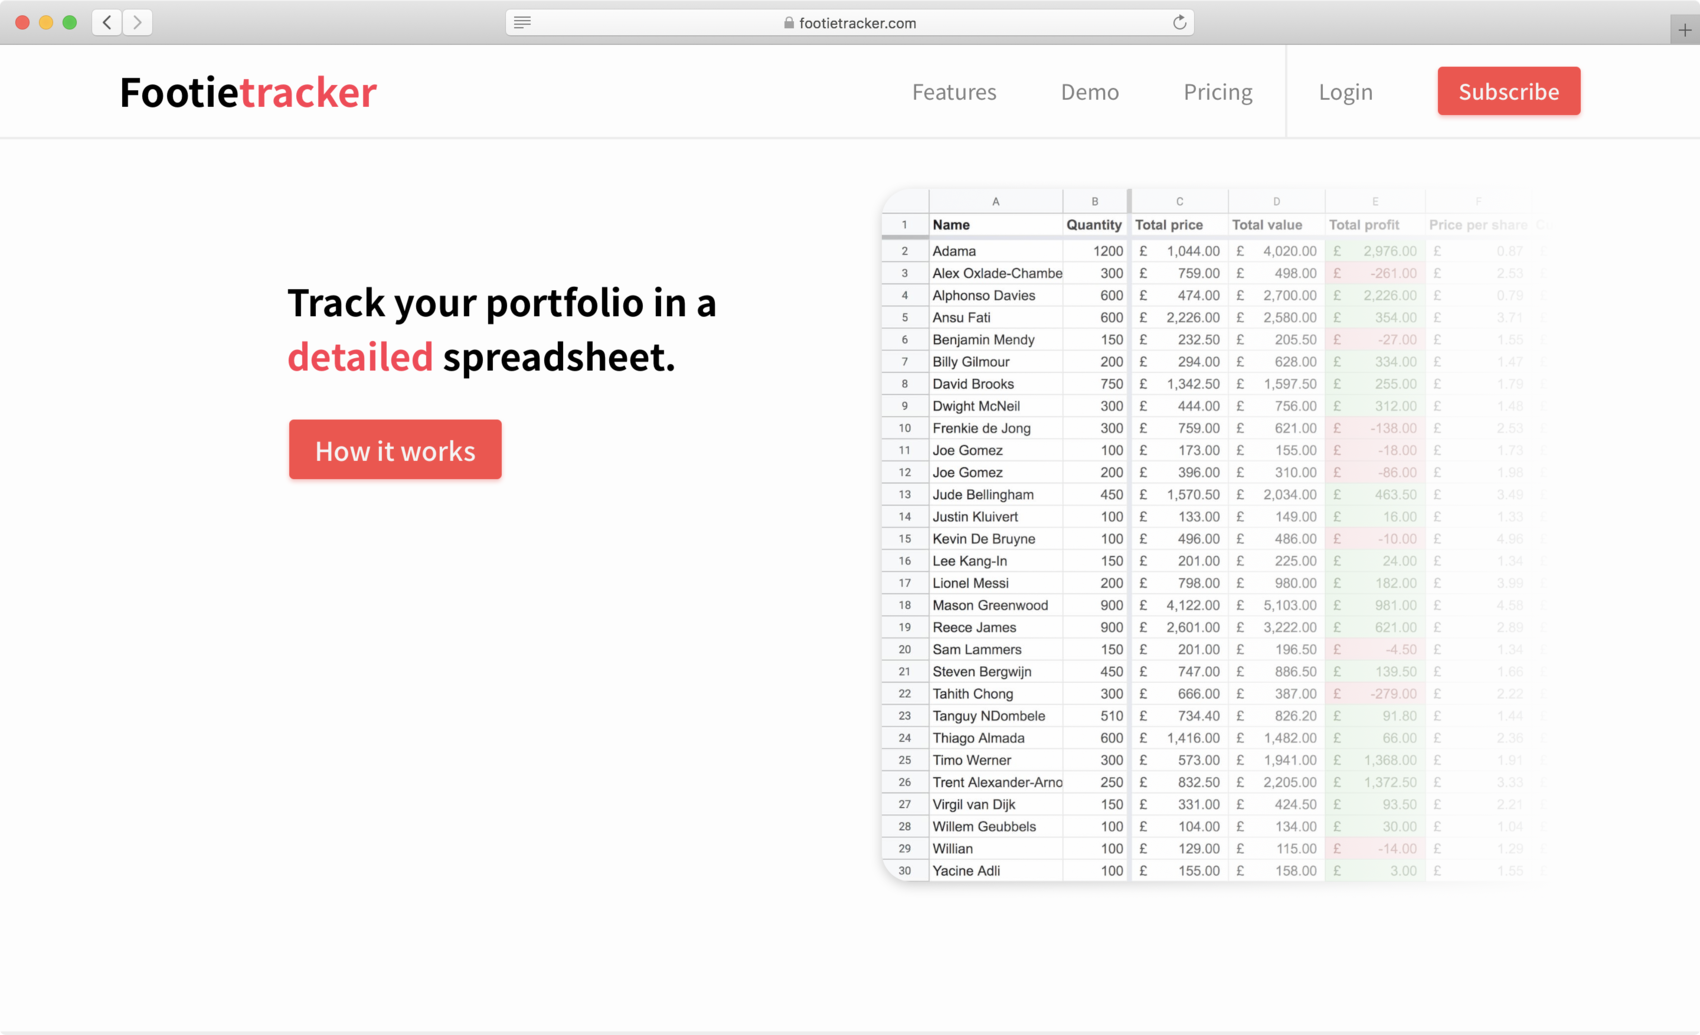 footietracker.com
Footietracker
Features Demo Pricing Login Subscribe
Track your portfolio in a
detailed spreadsheet.
How it works
A B C D E F
1 Name Quantity Total price Total value Total profit Price per share
2 Adama 1200 £ 1,044.00 £ 4,020.00 £ 2,976.00 £ 0.87
3 Alex Oxlade-Chambe 300 £ 759.00 £ 498.00 £ -261.00 £ 2.53
4 Alphonso Davies 600 £ 474.00 £ 2,700.00 £ 2,226.00 £ 0.79
5 Ansu Fati 600 £ 2,226.00 £ 2,580.00 £ 354.00 £ 3.71
6 Benjamin Mendy 150 £ 232.50 £ 205.50 £ -27.00 £ 1.55
7 Billy Gilmour 200 £ 294.00 £ 628.00 £ 334.00 £ 1.47
8 David Brooks 750 £ 1,342.50 £ 1,597.50 £ 255.00 £ 1.79
9 Dwight McNeil 300 £ 444.00 £ 756.00 £ 312.00 £ 1.48
10 Frenkie de Jong 300 £ 759.00 £ 621.00 £ -138.00 £ 2.53
11 Joe Gomez 100 £ 173.00 £ 155.00 £ -18.00 £ 1.73
12 Joe Gomez 200 £ 396.00 £ 310.00 £ -86.00 £ 1.98
13 Jude Bellingham 450 £ 1,570.50 £ 2,034.00 £ 463.50 £ 3.49
14 Justin Kluivert 100 £ 133.00 £ 149.00 £ 16.00 £ 1.33
15 Kevin De Bruyne 100 £ 496.00 £ 486.00 £ -10.00 £ 4.96
16 Lee Kang-In 150 £ 201.00 £ 225.00 £ 24.00 £ 1.34
17 Lionel Messi 200 £ 798.00 £ 980.00 £ 182.00 £ 3.99
18 Mason Greenwood 900 £ 4,122.00 £ 5,103.00 £ 981.00 £ 4.58
19 Reece James 900 £ 2,601.00 £ 3,222.00 £ 621.00 £ 2.89
20 Sam Lammers 150 £ 201.00 £ 196.50 £ -4.50 £ 1.34
21 Steven Bergwijn 450 £ 747.00 £ 886.50 £ 139.50 £ 1.66
22 Tahith Chong 300 £ 666.00 £ 387.00 £ -279.00 £ 2.22
23 Tanguy NDombele 510 £ 734.40 £ 826.20 £ 91.80 £ 1.44
24 Thiago Almada 600 £ 1,416.00 £ 1,482.00 £ 66.00 £ 2.36
25 Timo Werner 300 £ 573.00 £ 1,941.00 £ 1,368.00 £ 1.91
26 Trent Alexander-Arno 250 £ 832.50 £ 2,205.00 £ 1,372.50 £ 3.33
27 Virgil van Dijk 150 £ 331.00 £ 424.50 £ 93.50 £ 2.21
28 Willem Geubbels 100 £ 104.00 £ 134.00 £ 30.00 £ 1.04
29 Willian 100 £ 129.00 £ 115.00 £ -14.00 £ 1.29
30 Yacine Adli 100 £ 155.00 £ 158.00 £ 3.00 £ 1.55